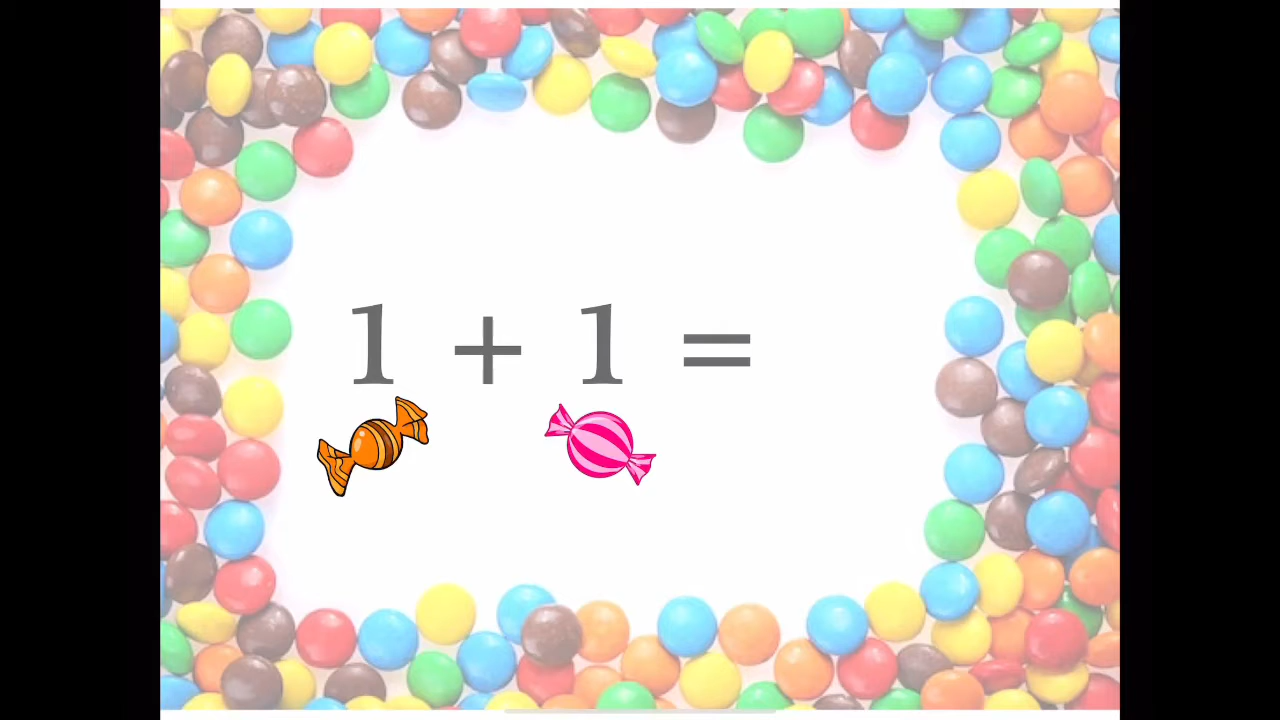 1 + 1 =